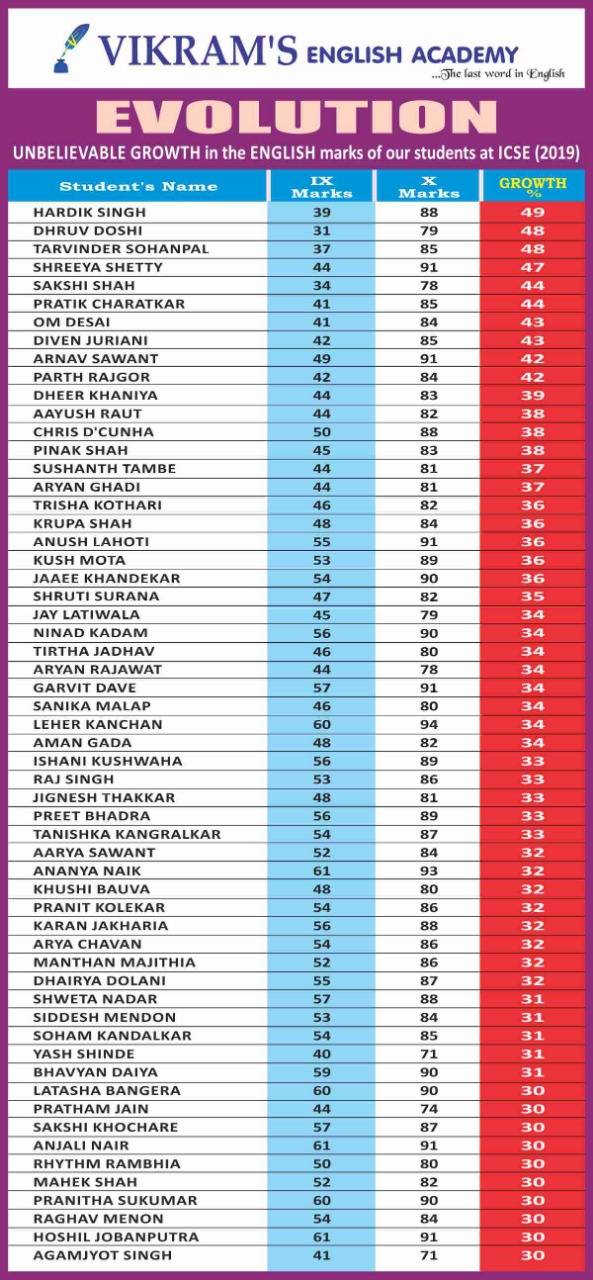 VIKRAM'S ENGLISH ACADEMY
...The last word in English
EVOLUTION
UNBELIEVABLE GROWTH in the ENGLISH marks of our students at ICSE (2019)
Student's Name IX Marks X Marks GROWTH %
HARDIK SINGH 39 88 49
DHRUV DOSHI 31 79 48
TARVINDER SOHANPAL 37 85 48
SHREEYA SHETTY 44 91 47
SAKSHI SHAH 34 78 44
PRATIK CHARATKAR 41 85 44
OM DESAI 41 84 43
DIVEN JURIANI 42 85 43
ARNAV SAWANT 49 91 42
PARTH RAJGOR 42 84 42
DHEER KHANIYA 44 83 39
AAYUSH RAUT 44 82 38
CHRIS D'CUNHA 50 88 38
PINAK SHAH 45 83 38
SUSHANTH TAMBE 44 81 37
ARYAN GHADI 44 81 37
TRISHA KOTHARI 46 82 36
KRUPA SHAH 48 84 36
ANUSH LAHOTI 55 91 36
KUSH MOTA 53 89 36
JAAEE KHANDEKAR 54 90 36
SHRUTI SURANA 47 82 35
JAY LATIWALA 45 79 34
NINAD KADAM 56 90 34
TIRTHA JADHAV 46 80 34
ARYAN RAJAWAT 44 78 34
GARVIT DAVE 57 91 34
SANIKA MALAP 46 80 34
LEHER KANCHAN 60 94 34
AMAN GADA 48 82 34
ISHANI KUSHWAHA 56 89 33
RAJ SINGH 53 86 33
JIGNESH THAKKAR 48 81 33
PREET BHADRA 56 89 33
TANISHKA KANGRALKAR 54 87 33
AARYA SAWANT 52 84 32
ANANYA NAIK 61 93 32
KHUSHI BAUVA 48 80 32
PRANIT KOLEKAR 54 86 32
KARAN JAKHARIA 56 88 32
ARYA CHAVAN 54 86 32
MANTHAN MAJITHIA 52 86 32
DHAIRYA DOLANI 55 87 32
SHWETA NADAR 57 88 31
SIDDESH MENDON 53 84 31
SOHAM KANDALKAR 54 85 31
YASH SHINDE 40 71 31
BHAVYAN DAIYA 59 90 31
LATASHA BANGERA 60 90 30
PRATHAM JAIN 44 74 30
SAKSHI KHOCHARE 57 87 30
ANJALI NAIR 61 91 30
RHYTHM RAMBHIA 50 80 30
MAHEK SHAH 52 82 30
PRANITHA SUKUMAR 60 90 30
RAGHAV MENON 54 84 30
HOSHIL JOBANPUTRA 61 91 30
AGAMJYOT SINGH 41 71 30